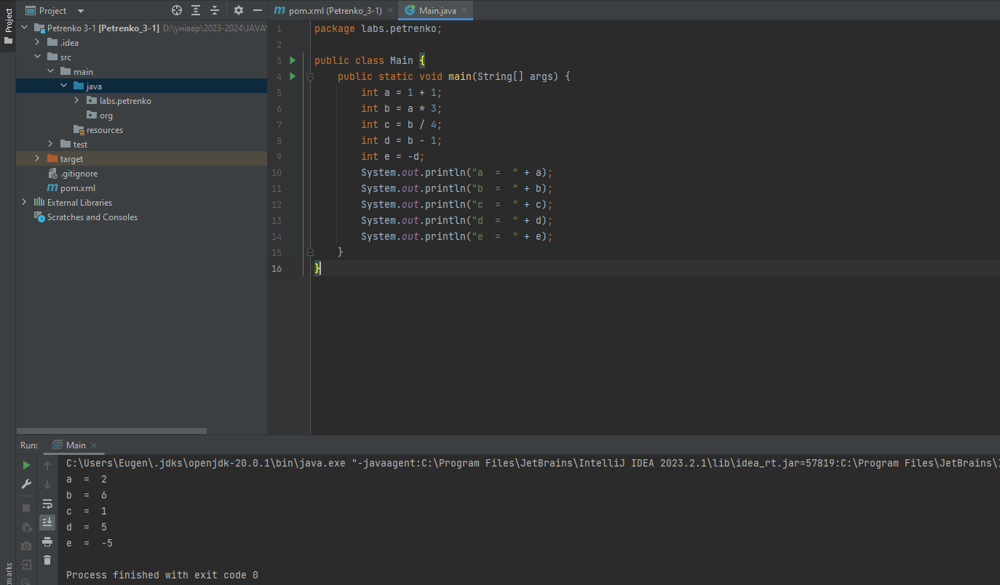 Project
Project
pom.xml (Petrenko_3-1)
Main.java
Petrenko 3-1 [Petrenko_3-1] D:\універ\2023-2024\JAVA\
.idea
src
main
java
labs.petrenko
org
resources
test
target
.gitignore
pom.xml
External Libraries
Scratches and Consoles
1 package labs.petrenko;
2
3 public class Main {
4 public static void main(String[] args) {
5 int a = 1 + 1;
6 int b = a * 3;
7 int c = b / 4;
8 int d = b - 1;
9 int e = -d;
10 System.out.println("a  =  " + a);
11 System.out.println("b  =  " + b);
12 System.out.println("c  =  " + c);
13 System.out.println("d  =  " + d);
14 System.out.println("e  =  " + e);
15 }
16 }
Run: Main
C:\Users\Eugen\.jdks\openjdk-20.0.1\bin\java.exe "-javaagent:C:\Program Files\JetBrains\IntelliJ IDEA 2023.2.1\lib\idea_rt.jar=57819:C:\Program Files\JetBrains\
a  =  2
b  =  6
c  =  1
d  =  5
e  =  -5
Process finished with exit code 0